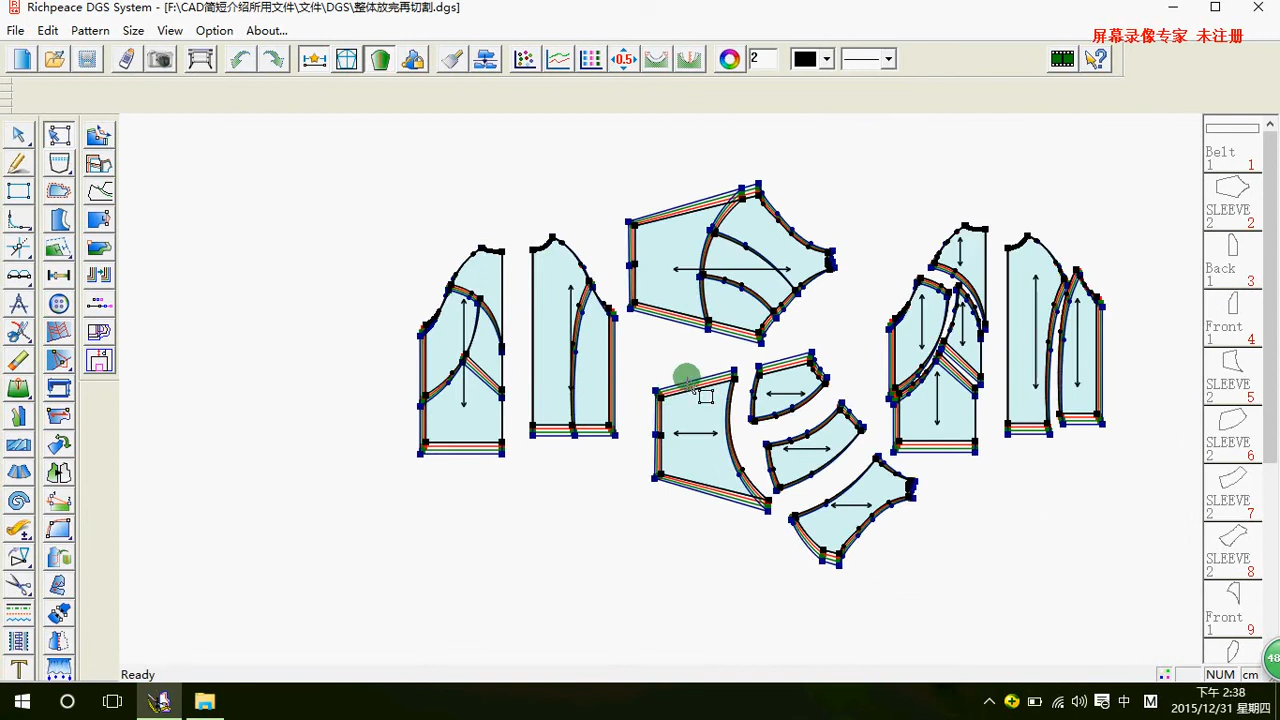 Richpeace DGS System - [F:\CAD简短介绍所用文件\文件\DGS\整体放完再切割.dgs]
File Edit Pattern Size View Option About...
屏幕录像专家 未注册
0.5
2
Belt
1 1
SLEEVE
2 2
Back
1 3
Front
1 4
SLEEVE
2 5
SLEEVE
2 6
SLEEVE
2 7
SLEEVE
2 8
Front
1 9
T
Ready
NUM cm
48
中
M
下午 2:38
2015/12/31 星期四